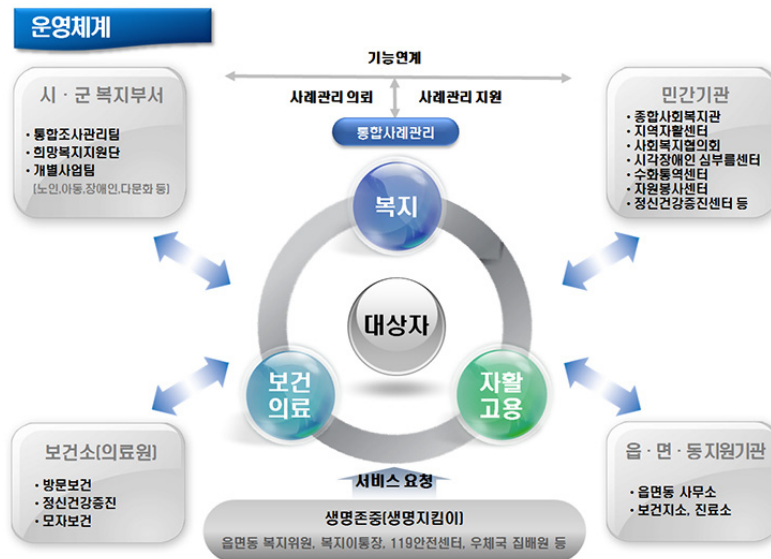 운영체계
기능연계
사례관리 의뢰 사례관리 지원
통합사례관리
시 · 군 복지부서
• 통합조사관리팀
• 희망복지지원단
• 개별사업팀
(노인,아동,장애인,다문화 등)
민간기관
• 종합사회복지관
• 지역자활센터
• 사회복지협의회
• 시각장애인 심부름센터
• 수화통역센터
• 자원봉사센터
• 정신건강증진센터 등
복지
대상자
보건
의료
자활
고용
보건소(의료원)
• 방문보건
• 정신건강증진
• 모자보건
읍 · 면 · 동지원기관
• 읍면동 사무소
• 보건지소, 진료소
서비스 요청
생명존중(생명지킴이)
읍면동 복지위원, 복지이통장, 119안전센터, 우체국 집배원 등